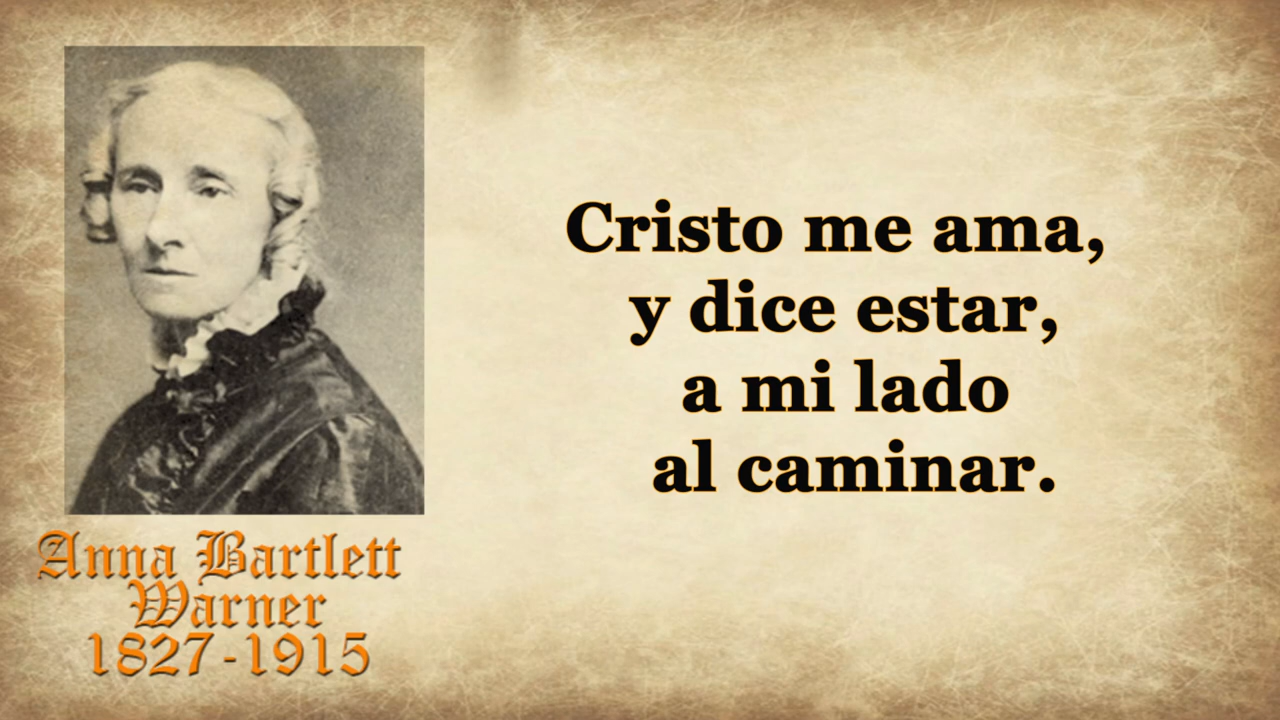 Cristo me ama,
y dice estar,
a mi lado
al caminar.
Anna Bartlett
Warner
1827-1915